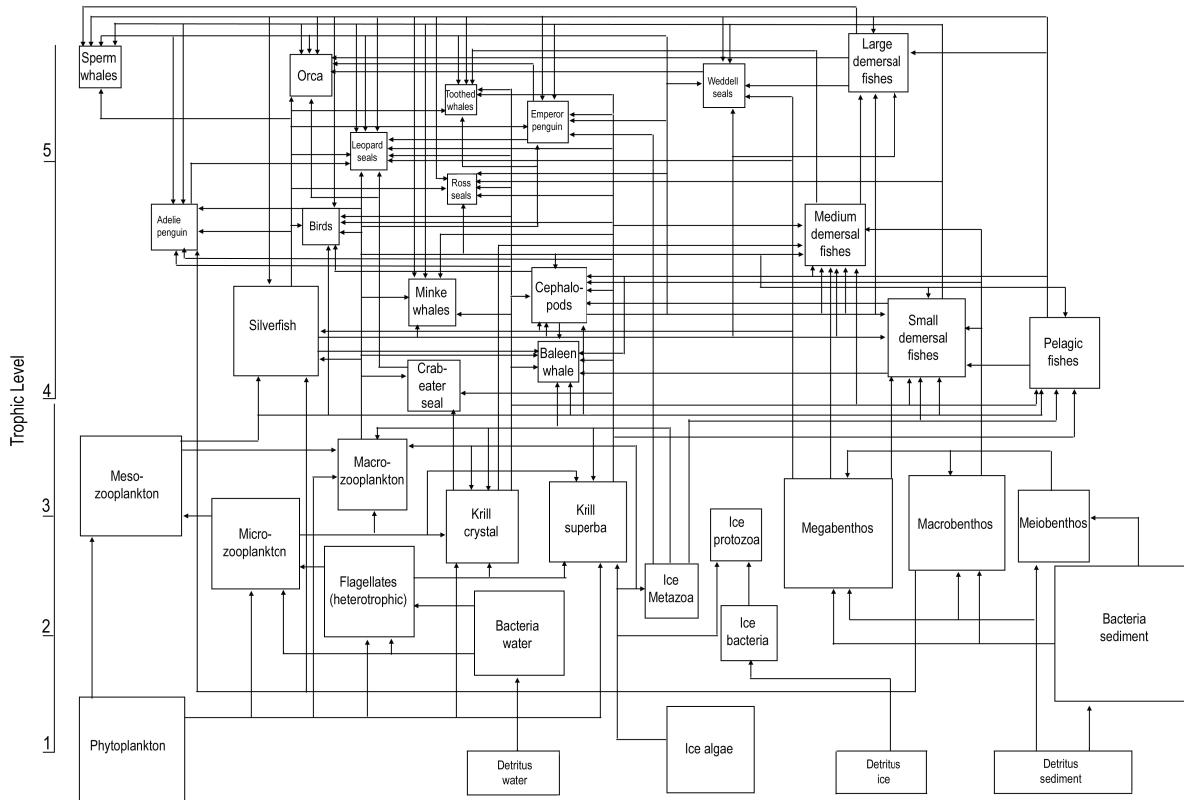 Sperm
whales
Orca
Toothed
whales
Emperor
penguin
Weddell
seals
Large
demersal
fishes
Leopard
seals
Ross
seals
Adelie
penguin
Birds
Medium
demersal
fishes
Silverfish
Minke
whales
Cephalo-
pods
Small
demersal
fishes
Pelagic
fishes
Baleen
whale
Crab-
eater
seal
Trophic Level
5
4
3
2
1
Meso-
zooplankton
Macro-
zooplankton
Micro-
zooplanktcn
Krill
crystal
Krill
superba
Ice
protozoa
Megabenthos
Macrobenthos
Meiobenthos
Flagellates
(heterotrophic)
Ice
Metazoa
Bacteria
water
Ice
bacteria
Bacteria
sediment
Phytoplankton
Detritus
water
Ice algae
Detritus
ice
Detritus
sediment